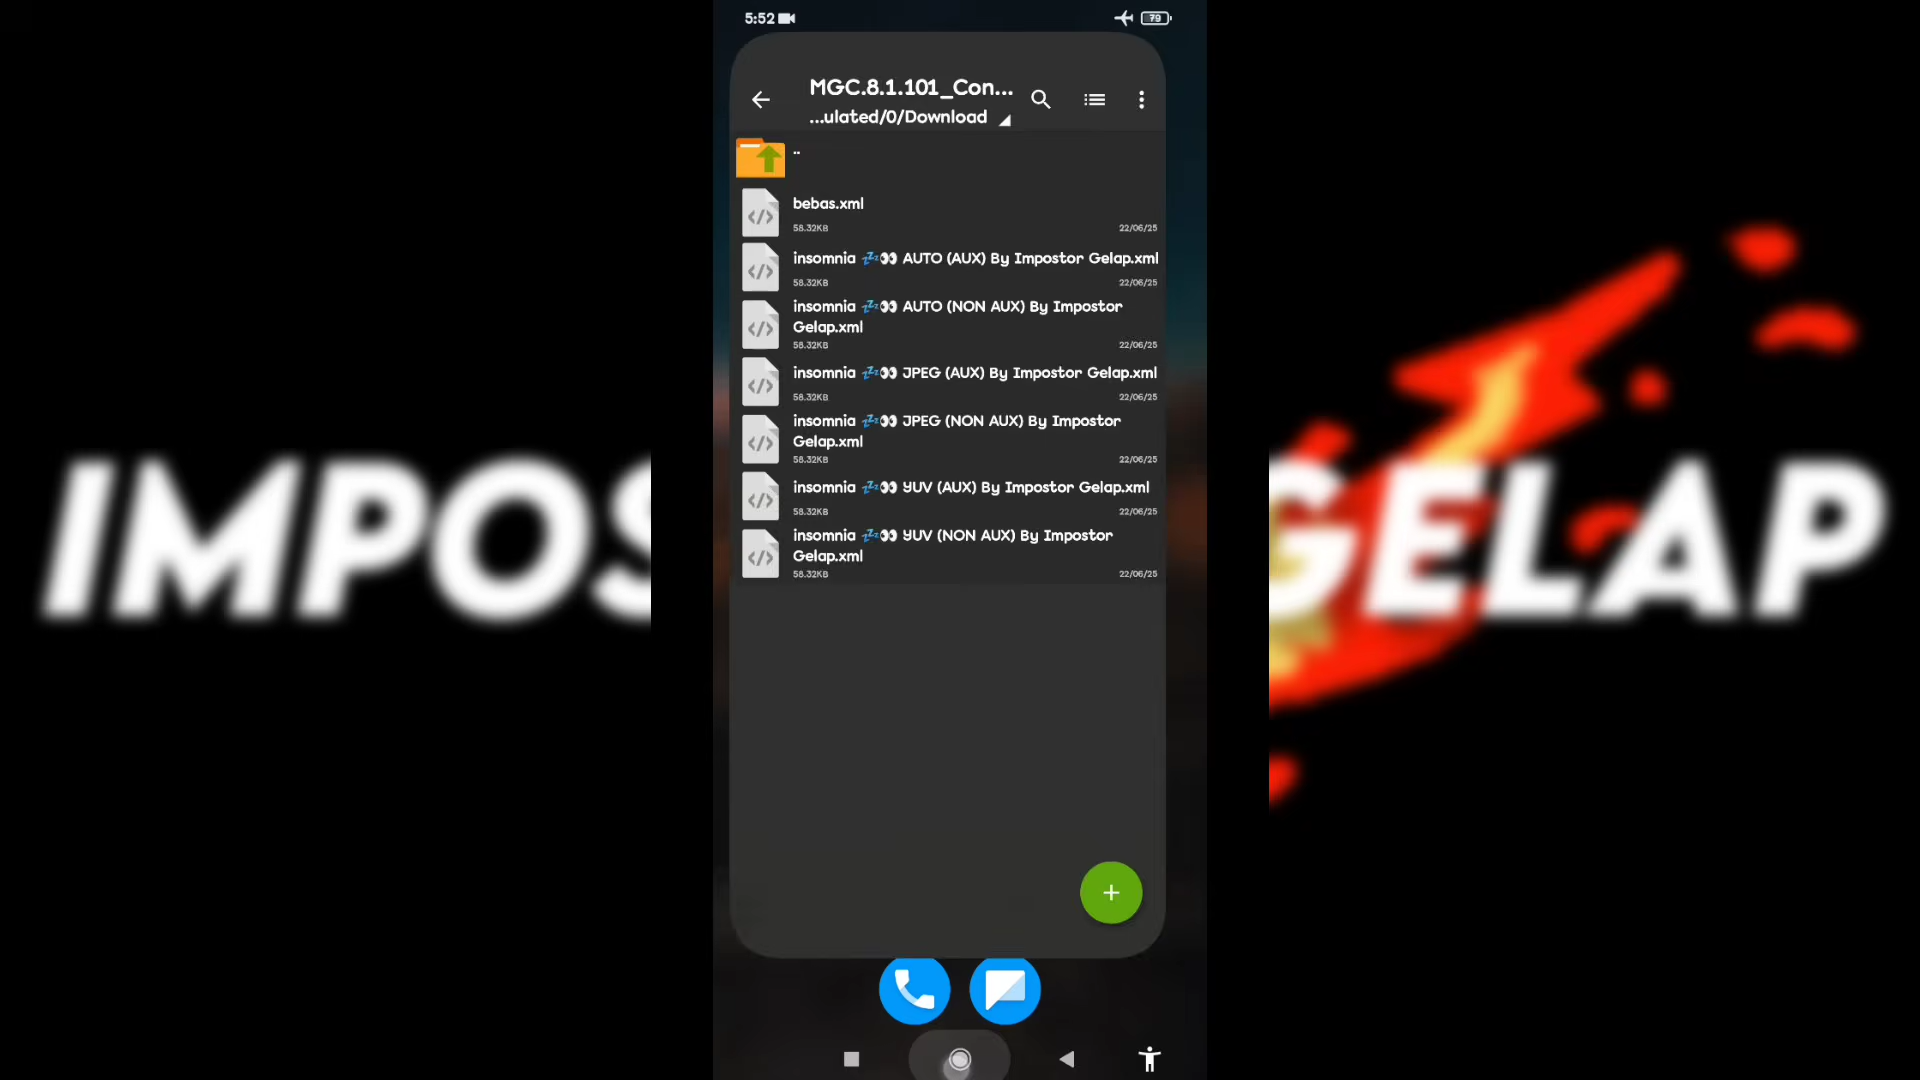 5:52
79
MGC.8.1.101_Con...
...ulated/0/Download
..
bebas.xml
58.32KB 22/06/25
insomnia 💤👀 AUTO (AUX) By Impostor Gelap.xml
58.32KB 22/06/25
insomnia 💤👀 AUTO (NON AUX) By Impostor
Gelap.xml
58.32KB 22/06/25
insomnia 💤👀 JPEG (AUX) By Impostor Gelap.xml
58.32KB 22/06/25
insomnia 💤👀 JPEG (NON AUX) By Impostor
Gelap.xml
58.32KB 22/06/25
insomnia 💤👀 YUV (AUX) By Impostor Gelap.xml
58.32KB 22/06/25
insomnia 💤👀 YUV (NON AUX) By Impostor
Gelap.xml
58.32KB 22/06/25
IMPOS GELAP